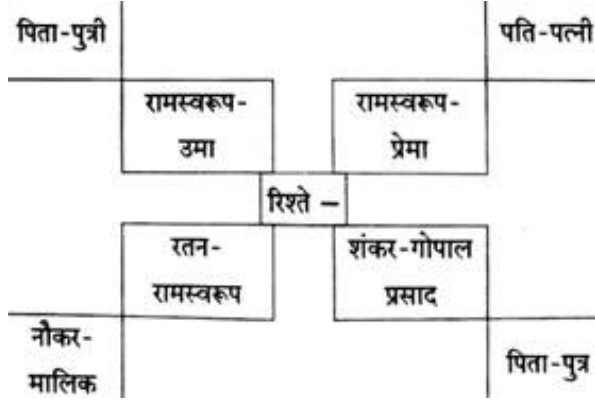 पिता-पुत्री
पति-पत्नी
रामस्वरूप-
उमा
रामस्वरूप-
प्रेमा
रिश्ते –
रतन-
रामस्वरूप
शंकर-गोपाल
प्रसाद
नौकर-
मालिक
पिता-पुत्र